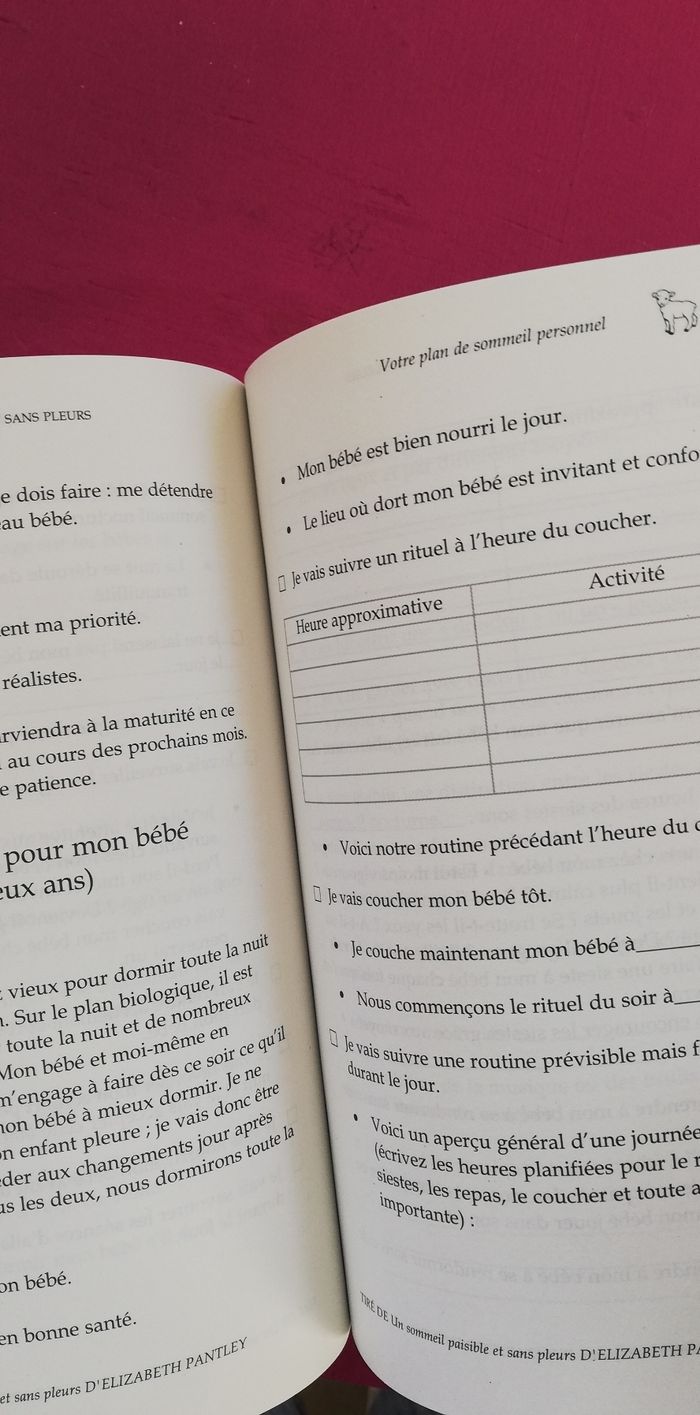 SANS PLEURS
e dois faire : me détendre
au bébé.
ent ma priorité.
réalistes.
rviendra à la maturité en ce
au cours des prochains mois.
e patience.
pour mon bébé
eux ans)
vieux pour dormir toute la nuit
n. Sur le plan biologique, il est
toute la nuit et de nombreux
Mon bébé et moi-même en
m'engage à faire dès ce soir ce qu'il
mon bébé à mieux dormir. Je ne
on enfant pleure ; je vais donc être
éder aux changements jour après
us les deux, nous dormirons toute la
on bébé.
en bonne santé.
et sans pleurs D'ELIZABETH PANTLEY
Votre plan de sommeil personnel
• Mon bébé est bien nourri le jour.
• Le lieu où dort mon bébé est invitant et confo
▯ Je vais suivre un rituel à l'heure du coucher.
Heure approximative Activité
• Voici notre routine précédant l'heure du c
▯ Je vais coucher mon bébé tôt.
• Je couche maintenant mon bébé à______
• Nous commençons le rituel du soir à___
▯ Je vais suivre une routine prévisible mais f
durant le jour.
• Voici un aperçu général d'une journée
(écrivez les heures planifiées pour le r
siestes, les repas, le coucher et toute a
importante) :
TIRÉ DE Un sommeil paisible et sans pleurs D'ELIZABETH PA